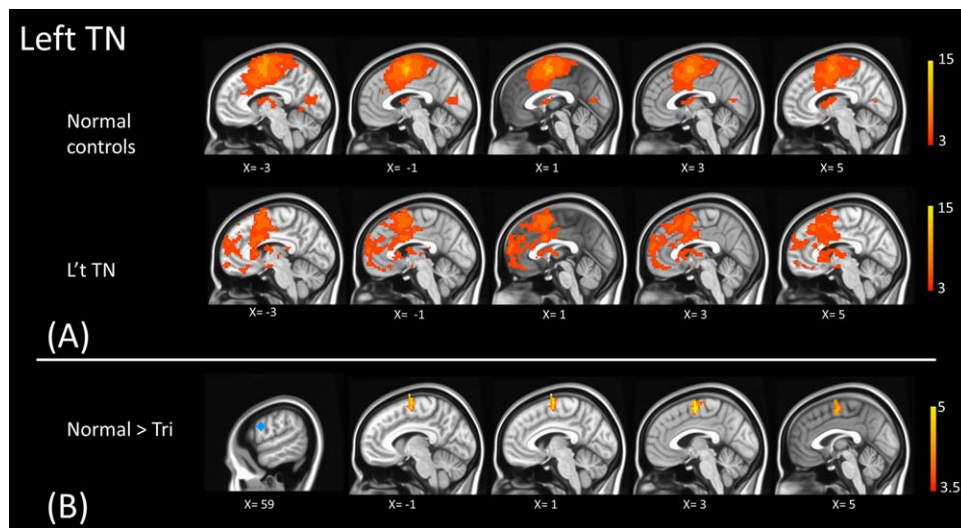 Left TN
15
Normal
controls
3
X= -3
X= -1
X= 1
X= 3
X= 5
15
L't TN
3
X= -3
X= -1
X= 1
X= 3
X= 5
(A)
Normal > Tri
5
3.5
X= 59
X= -1
X= 1
X= 3
X= 5
(B)